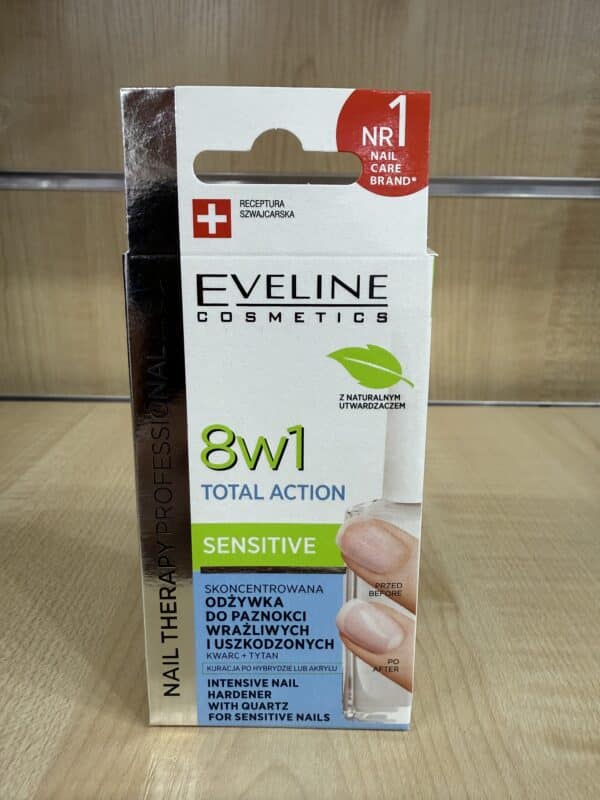 NR 1
NAIL
CARE
BRAND*
RECEPTURA
SZWAJCARSKA
EVELINE
COSMETICS
Z NATURALNYM
UTWARDZACZEM
8w1
TOTAL ACTION
SENSITIVE
SKONCENTROWANA
ODŻYWKA
DO PAZNOKCI
WRAŻLIWYCH
I USZKODZONYCH
KWARC + TYTAN
KURACJA PO HYBRYDZIE LUB AKRYLU
INTENSIVE NAIL
HARDENER
WITH QUARTZ
FOR SENSITIVE NAILS
PRZED
BEFORE
PO
AFTER
NAIL THERAPY PROFESSIONAL